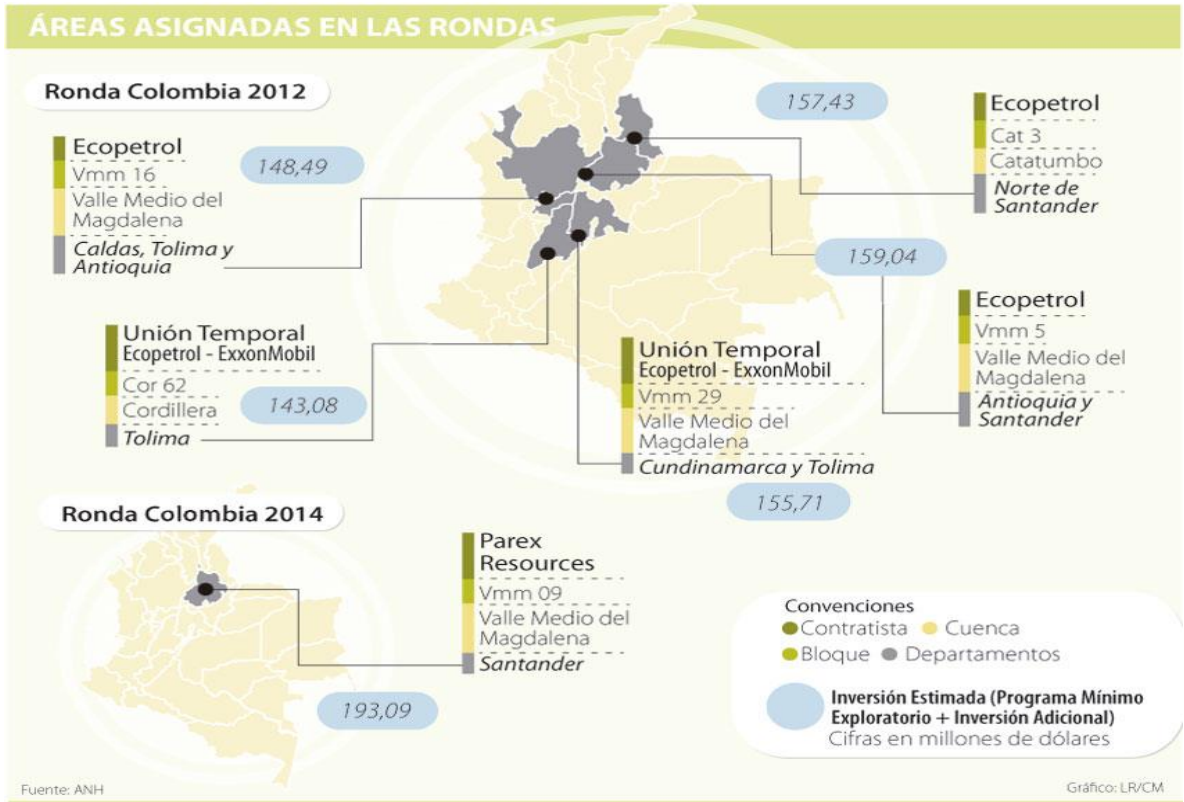 ÁREAS ASIGNADAS EN LAS RONDAS
Ronda Colombia 2012
Ecopetrol
Vmm 16
Valle Medio del
Magdalena
Caldas, Tolima y
Antioquia
148,49
157,43
Ecopetrol
Cat 3
Catatumbo
Norte de
Santander
159,04
Ecopetrol
Vmm 5
Valle Medio del
Magdalena
Antioquia y
Santander
Unión Temporal
Ecopetrol - ExxonMobil
Cor 62
Cordillera
Tolima
143,08
Unión Temporal
Ecopetrol - ExxonMobil
Vmm 29
Valle Medio del
Magdalena
Cundinamarca y Tolima
155,71
Ronda Colombia 2014
Parex
Resources
Vmm 09
Valle Medio del
Magdalena
Santander
193,09
Convenciones
Contratista Cuenca
Bloque Departamentos
Inversión Estimada (Programa Mínimo
Exploratorio + Inversión Adicional)
Cifras en millones de dólares
Fuente: ANH
Gráfico: LR/CM